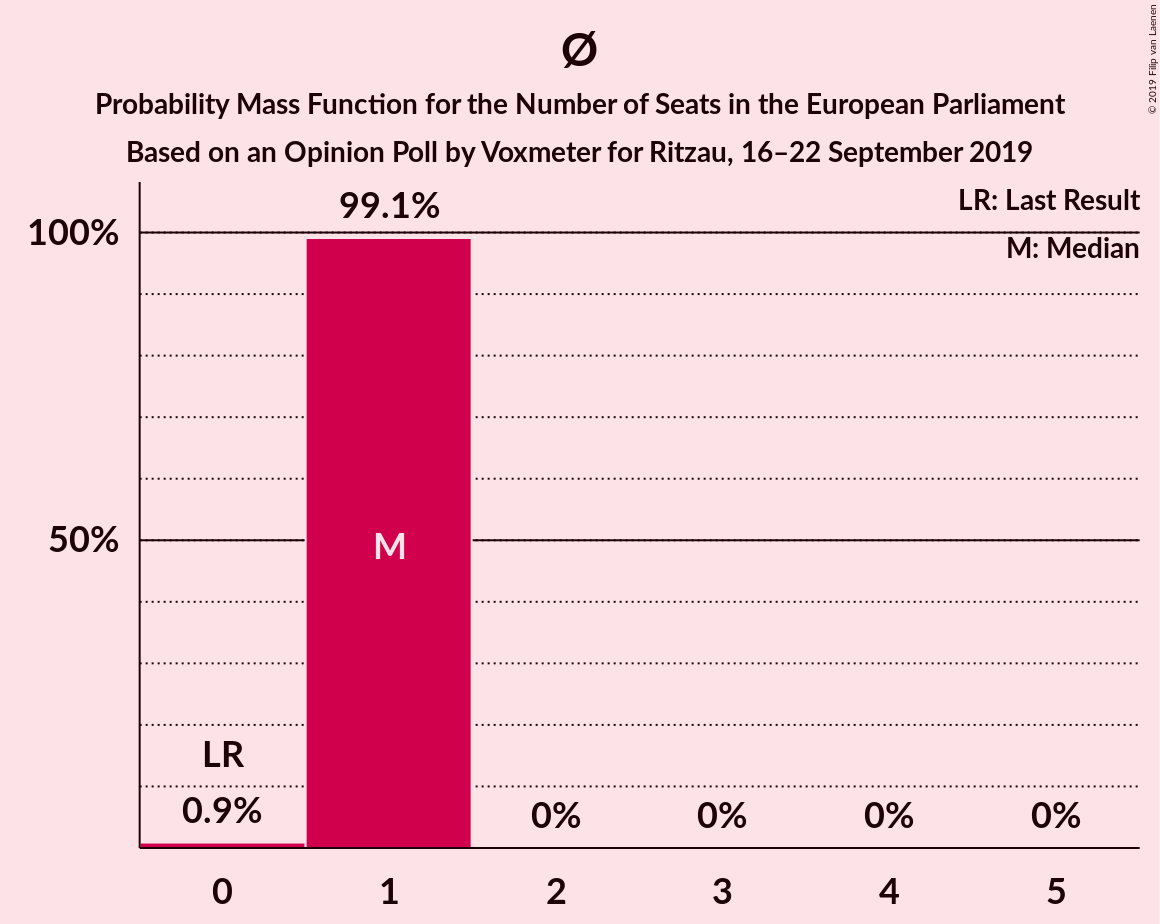 Ø
Probability Mass Function for the Number of Seats in the European Parliament
Based on an Opinion Poll by Voxmeter for Ritzau, 16–22 September 2019
© 2019 Filip van Laenen
LR: Last Result
M: Median
99.1%
100%
50%
M
LR
0.9%
0%
0%
0%
0%
0
1
2
3
4
5